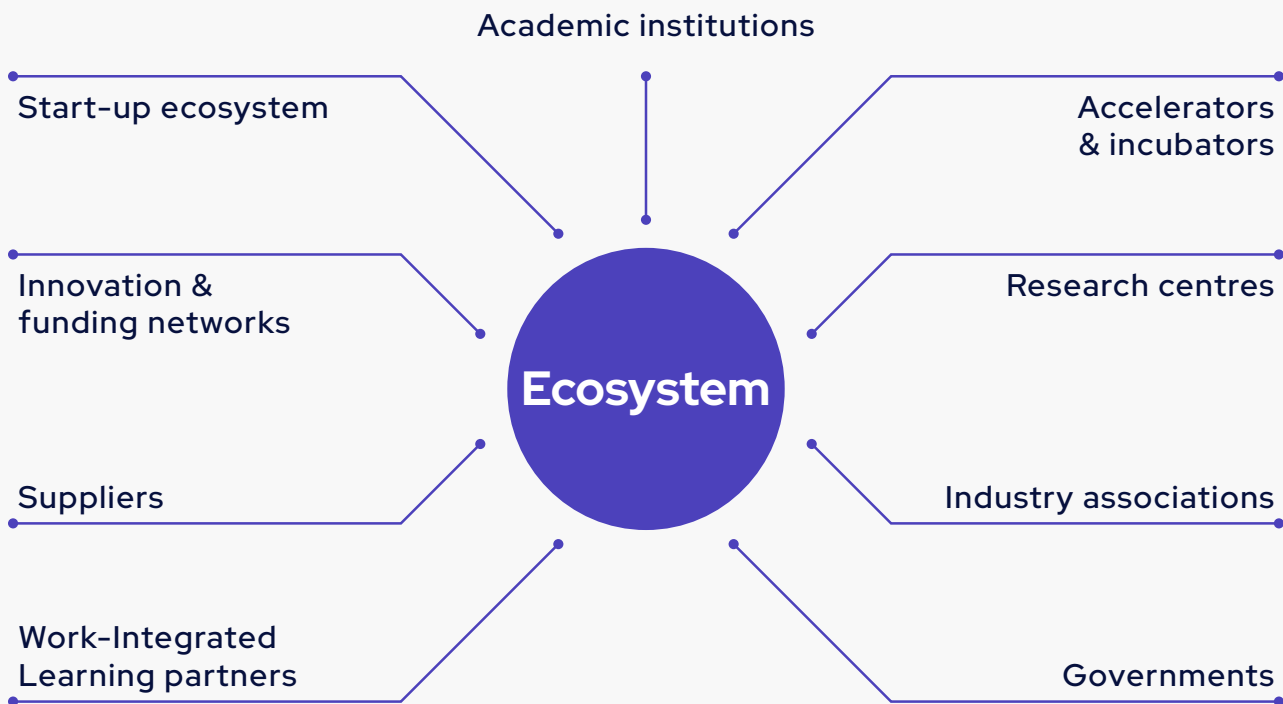 Academic institutions
Start-up ecosystem
Accelerators
& incubators
Innovation &
funding networks
Research centres
Ecosystem
Suppliers
Industry associations
Work-Integrated
Learning partners
Governments